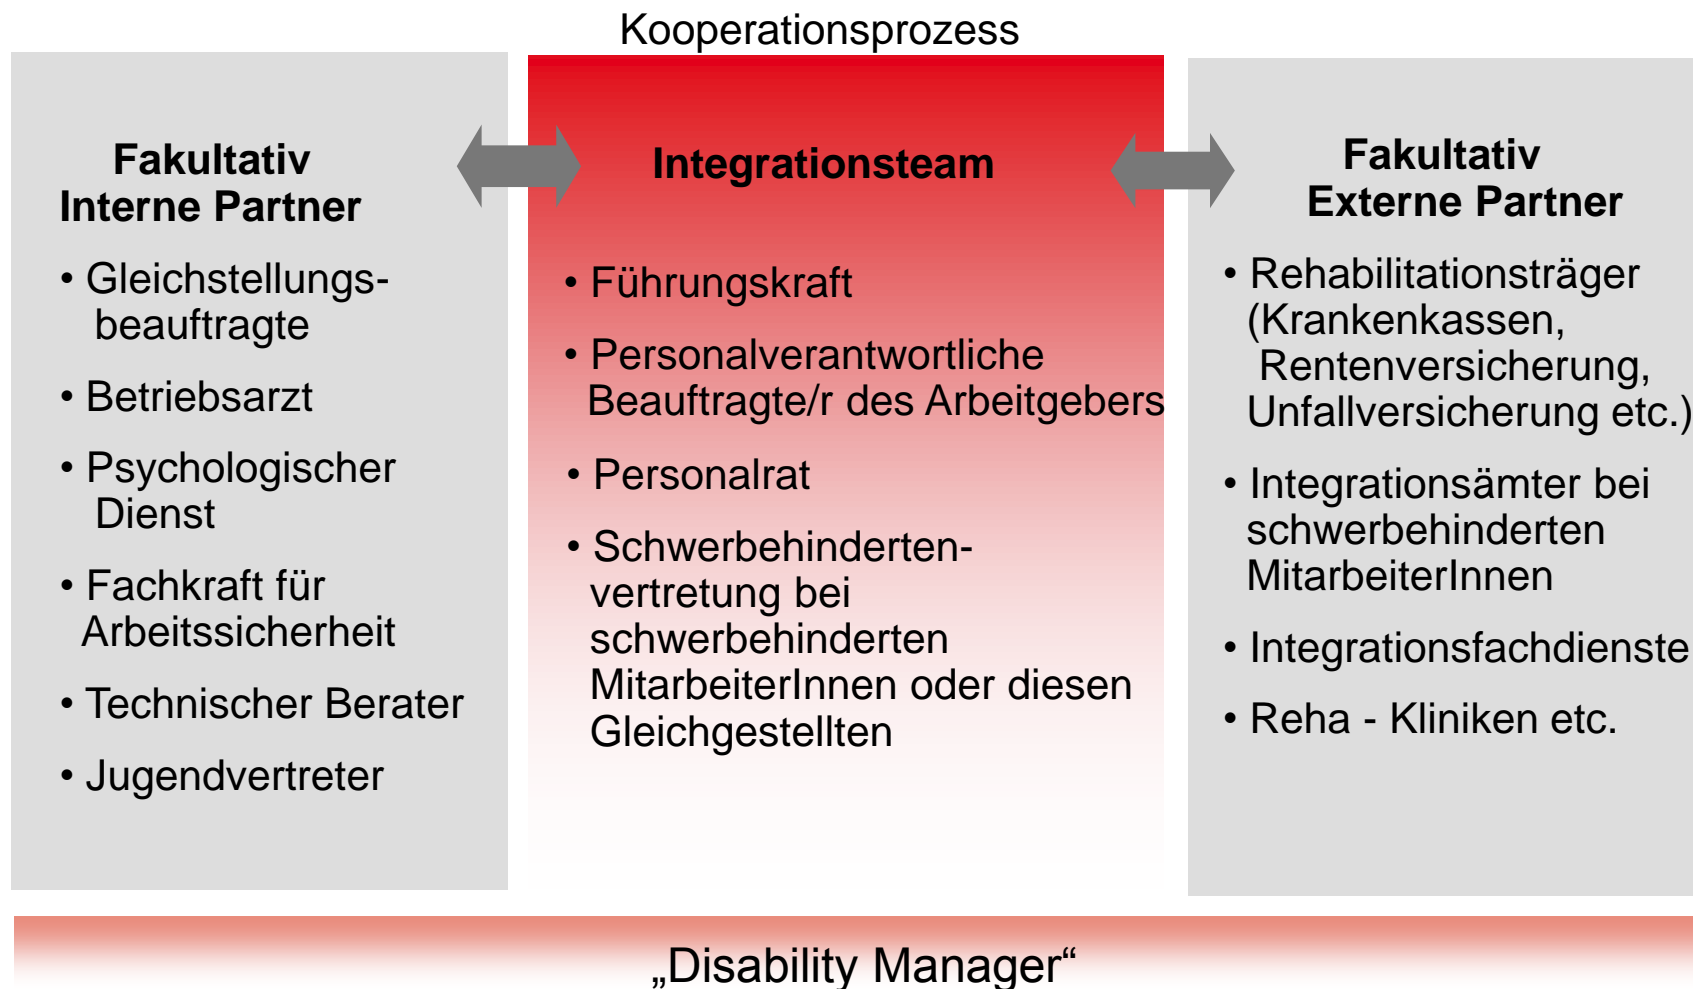 Kooperationsprozess
Fakultativ
Interne Partner
• Gleichstellungs-
beauftragte
• Betriebsarzt
• Psychologischer
Dienst
• Fachkraft für
Arbeitssicherheit
• Technischer Berater
• Jugendvertreter
Integrationsteam
• Führungskraft
• Personalverantwortliche
Beauftragte/r des Arbeitgebers
• Personalrat
• Schwerbehinderten-
vertretung bei
schwerbehinderten
MitarbeiterInnen oder diesen
Gleichgestellten
Fakultativ
Externe Partner
• Rehabilitationsträger
(Krankenkassen,
Rentenversicherung,
Unfallversicherung etc.)
• Integrationsämter bei
schwerbehinderten
MitarbeiterInnen
• Integrationsfachdienste
• Reha - Kliniken etc.
„Disability Manager“